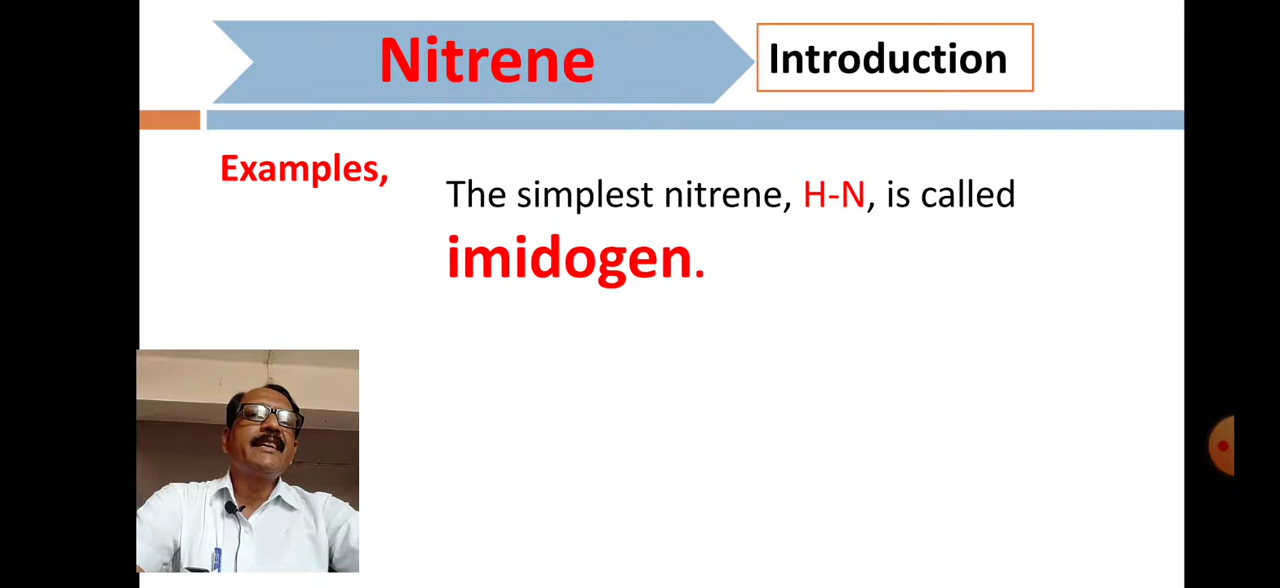 Nitrene
Introduction
Examples,
The simplest nitrene, H-N, is called
imidogen.